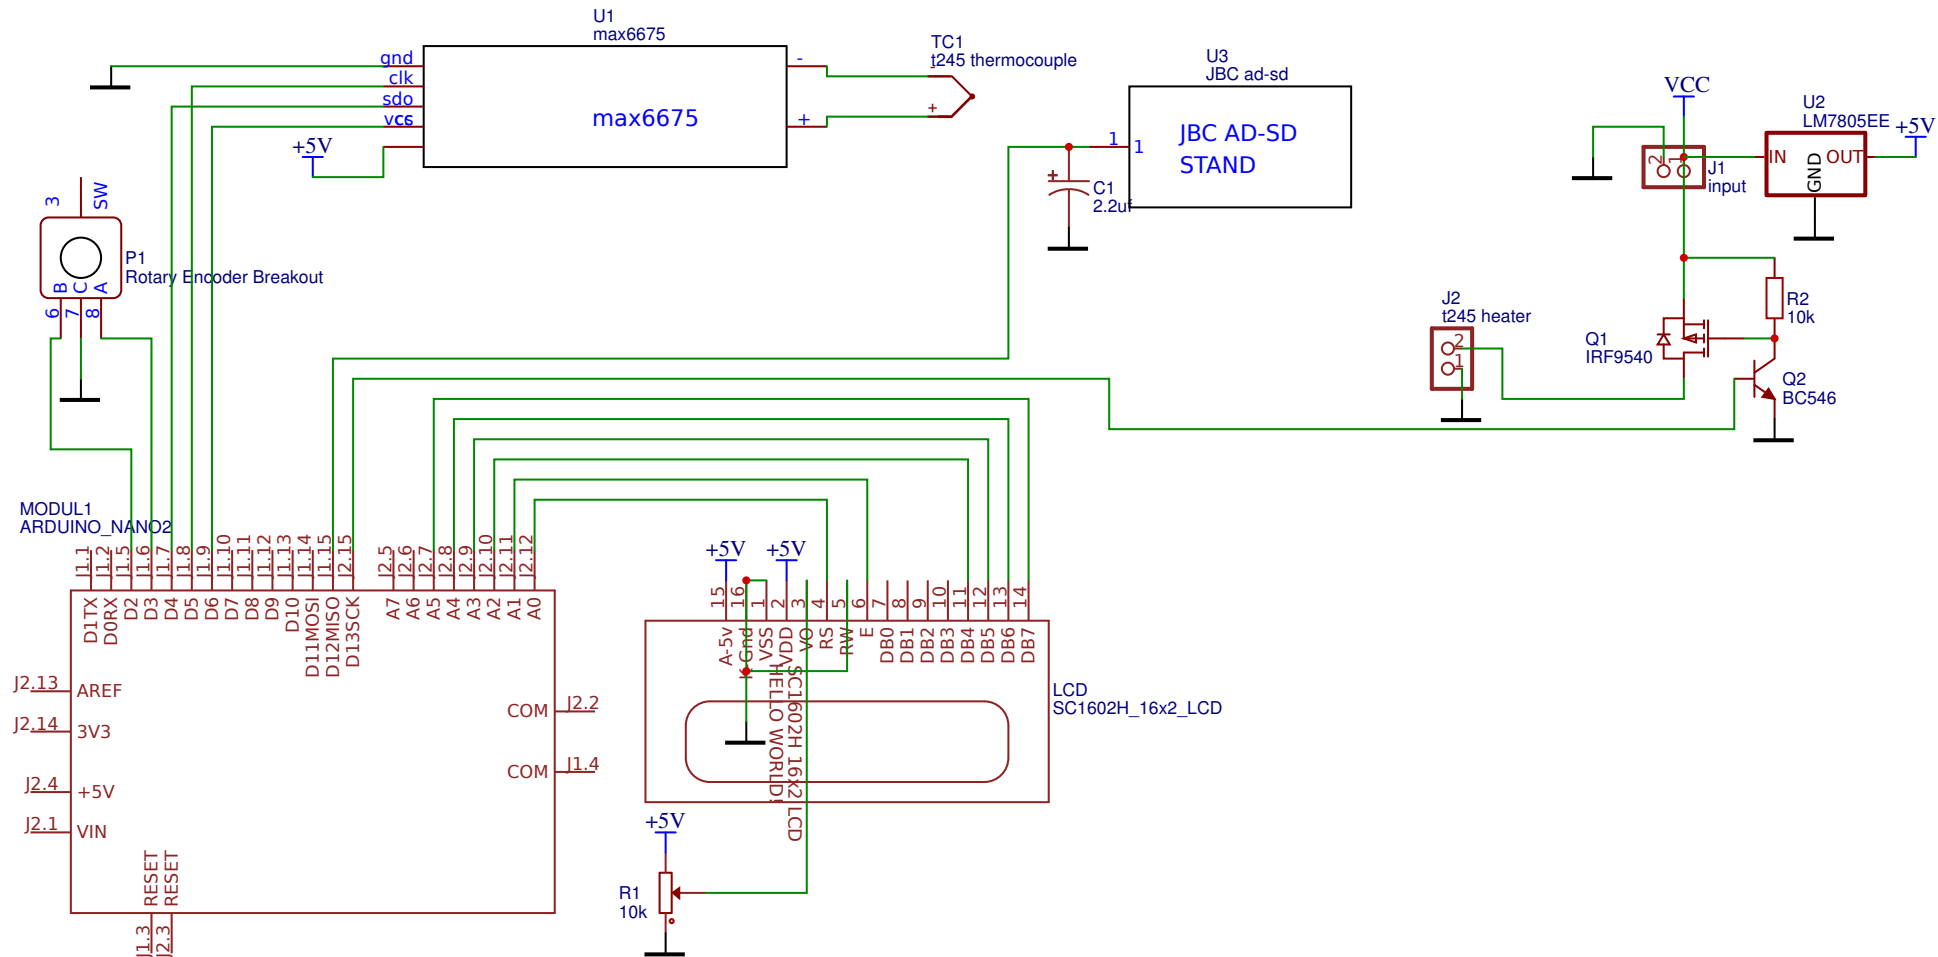 U1
max6675
gnd
clk
sdo
vcc
cs
+5V
max6675
-
+
TC1
t245 thermocouple
-
+
U3
JBC ad-sd
1
1
JBC AD-SD
STAND
+
C1
2.2uf
VCC
U2
LM7805EE
+5V
IN
OUT
GND
2
1
J1
input
R2
10k
Q1
IRF9540
Q2
BC546
J2
t245 heater
2
1
3
SW
P1
Rotary Encoder Breakout
B
C
A
6
7
8
MODUL1
ARDUINO_NANO2
J1.1
J1.2
J1.5
J1.6
J1.7
J1.8
J1.9
J1.10
J1.11
J1.12
J1.13
J1.14
J1.15
J2.15
J2.5
J2.6
J2.7
J2.8
J2.9
J2.10
J2.11
J2.12
D1TX
D0RX
D2
D3
D4
D5
D6
D7
D8
D9
D10
D11MOSI
D12MISO
D13SCK
A7
A6
A5
A4
A3
A2
A1
A0
J2.13
AREF
J2.14
3V3
J2.4
+5V
J2.1
VIN
COM
J2.2
COM
J1.4
RESET
RESET
J1.3
J2.3
+5V
+5V
15
16
1
2
3
4
5
6
7
8
9
10
11
12
13
14
A-5v
K Gnd
VSS
VDD
VO
RS
RW
E
DB0
DB1
DB2
DB3
DB4
DB5
DB6
DB7
HELLO WORLD!
SC1602H 16x2 LCD
LCD
SC1602H_16x2_LCD
+5V
R1
10k